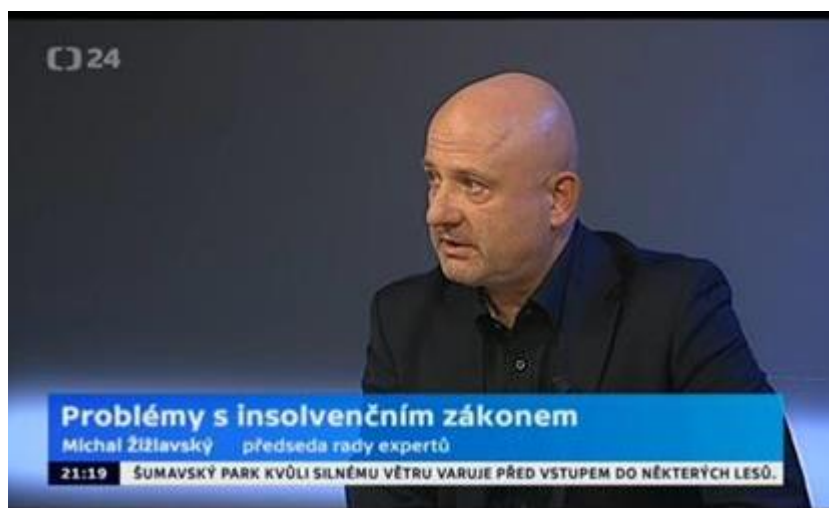 24
Problémy s insolvenčním zákonem
Michal Žižlavský předseda rady expertů
21:19 ŠUMAVSKÝ PARK KVŮLI SILNÉMU VĚTRU VARUJE PŘED VSTUPEM DO NĚKTERÝCH LESŮ.